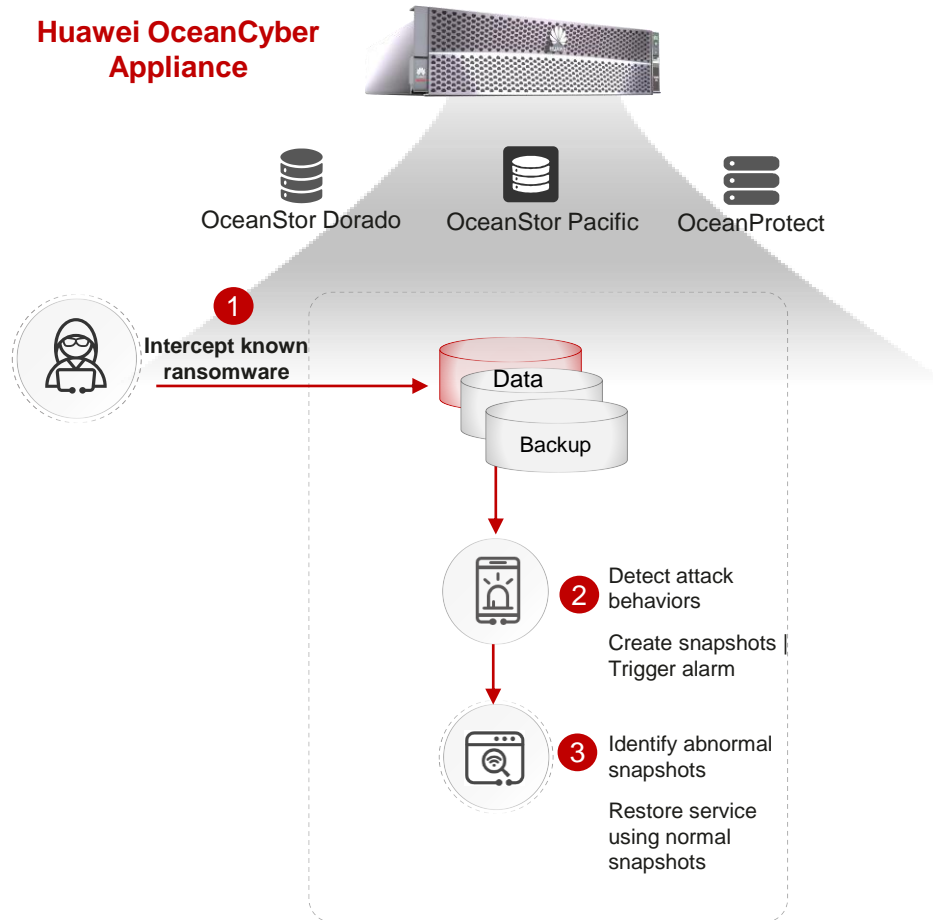 Huawei OceanCyber
Appliance
OceanStor Dorado
OceanStor Pacific
OceanProtect
1
Intercept known
ransomware
Data
Backup
2
Detect attack
behaviors
Create snapshots |
Trigger alarm
3
Identify abnormal
snapshots
Restore service
using normal
snapshots